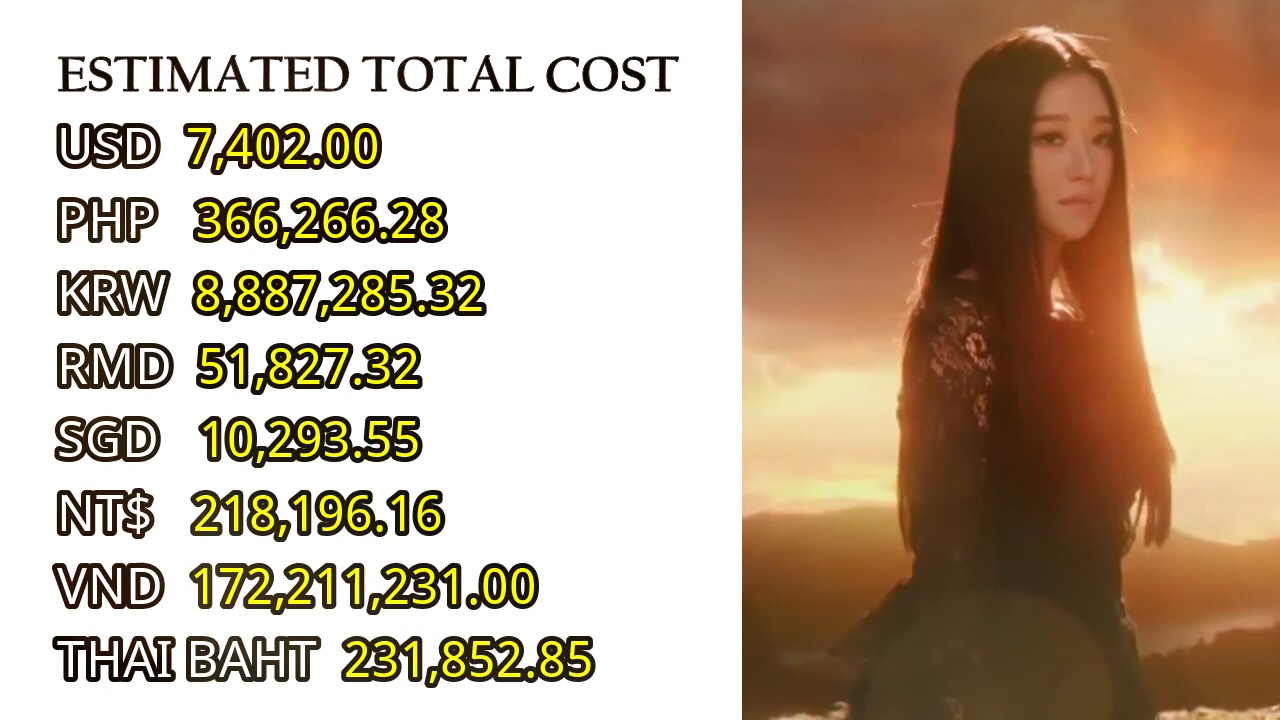 ESTIMATED TOTAL COST
USD 7,402.00
PHP 366,266.28
KRW 8,887,285.32
RMD 51,827.32
SGD 10,293.55
NT$ 218,196.16
VND 172,211,231.00
THAI BAHT 231,852.85